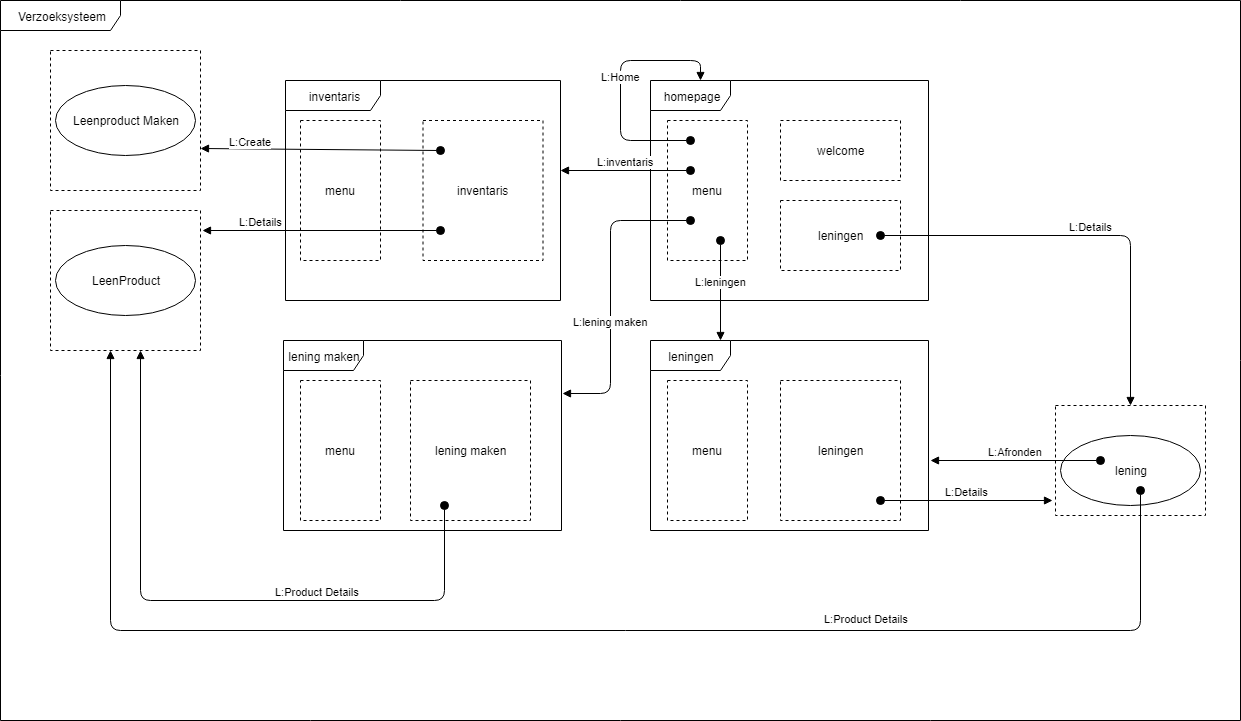 Verzoeksysteem
L:Home
inventaris
homepage
Leenproduct Maken
L:Create
welcome
L:inventaris
menu
inventaris
menu
L:Details
leningen
L:Details
LeenProduct
L:leningen
L:lening maken
lening maken
leningen
menu
lening maken
menu
leningen
L:Afronden
lening
L:Details
L:Product Details
L:Product Details